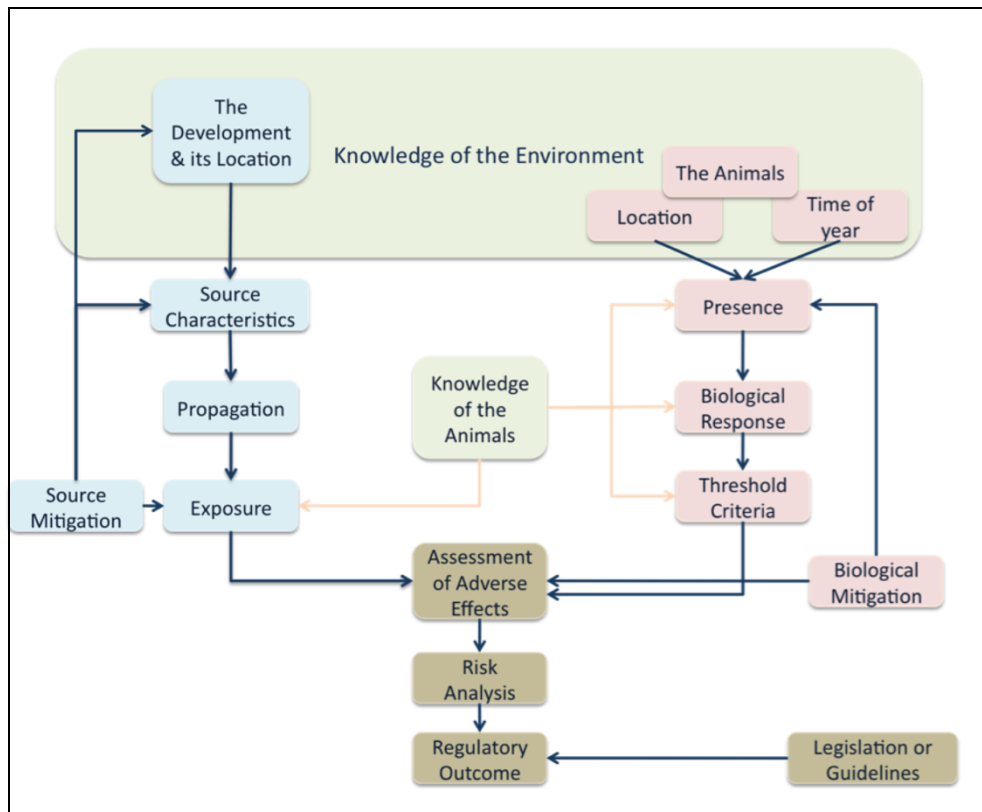 The
Development
& its Location
Knowledge of the Environment
The Animals
Location
Time of
year
Source
Characteristics
Presence
Knowledge
of the
Animals
Propagation
Biological
Response
Source
Mitigation
Exposure
Threshold
Criteria
Assessment
of Adverse
Effects
Biological
Mitigation
Risk
Analysis
Regulatory
Outcome
Legislation or
Guidelines